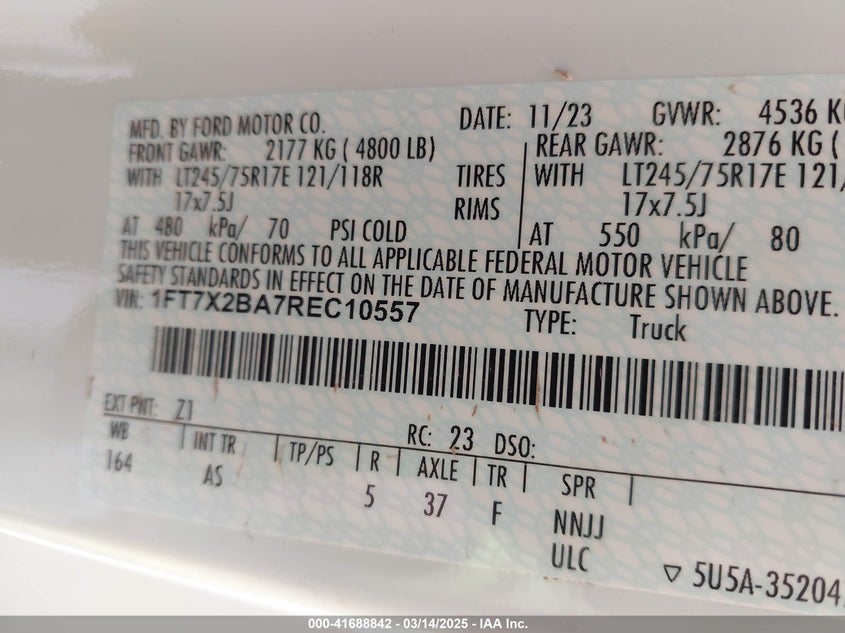 MFD. BY FORD MOTOR CO. DATE: 11/23 GVWR: 4536 KG
FRONT GAWR: 2177 KG ( 4800 LB) REAR GAWR: 2876 KG (
WITH LT245/75R17E 121/118R TIRES WITH LT245/75R17E 121/
17x7.5J RIMS 17x7.5J
AT 480 kPa/ 70 PSI COLD AT 550 kPa/ 80
THIS VEHICLE CONFORMS TO ALL APPLICABLE FEDERAL MOTOR VEHICLE
SAFETY STANDARDS IN EFFECT ON THE DATE OF MANUFACTURE SHOWN ABOVE.
VIN: 1FT7X2BA7REC10557 TYPE: Truck
EXT PNT: Z1 RC: 23 DSO:
WB INT TR TP/PS R AXLE TR SPR
164 AS 5 37 F NNJJ
ULC
▽ 5U5A-35204
000-41688842 - 03/14/2025 - IAA Inc.